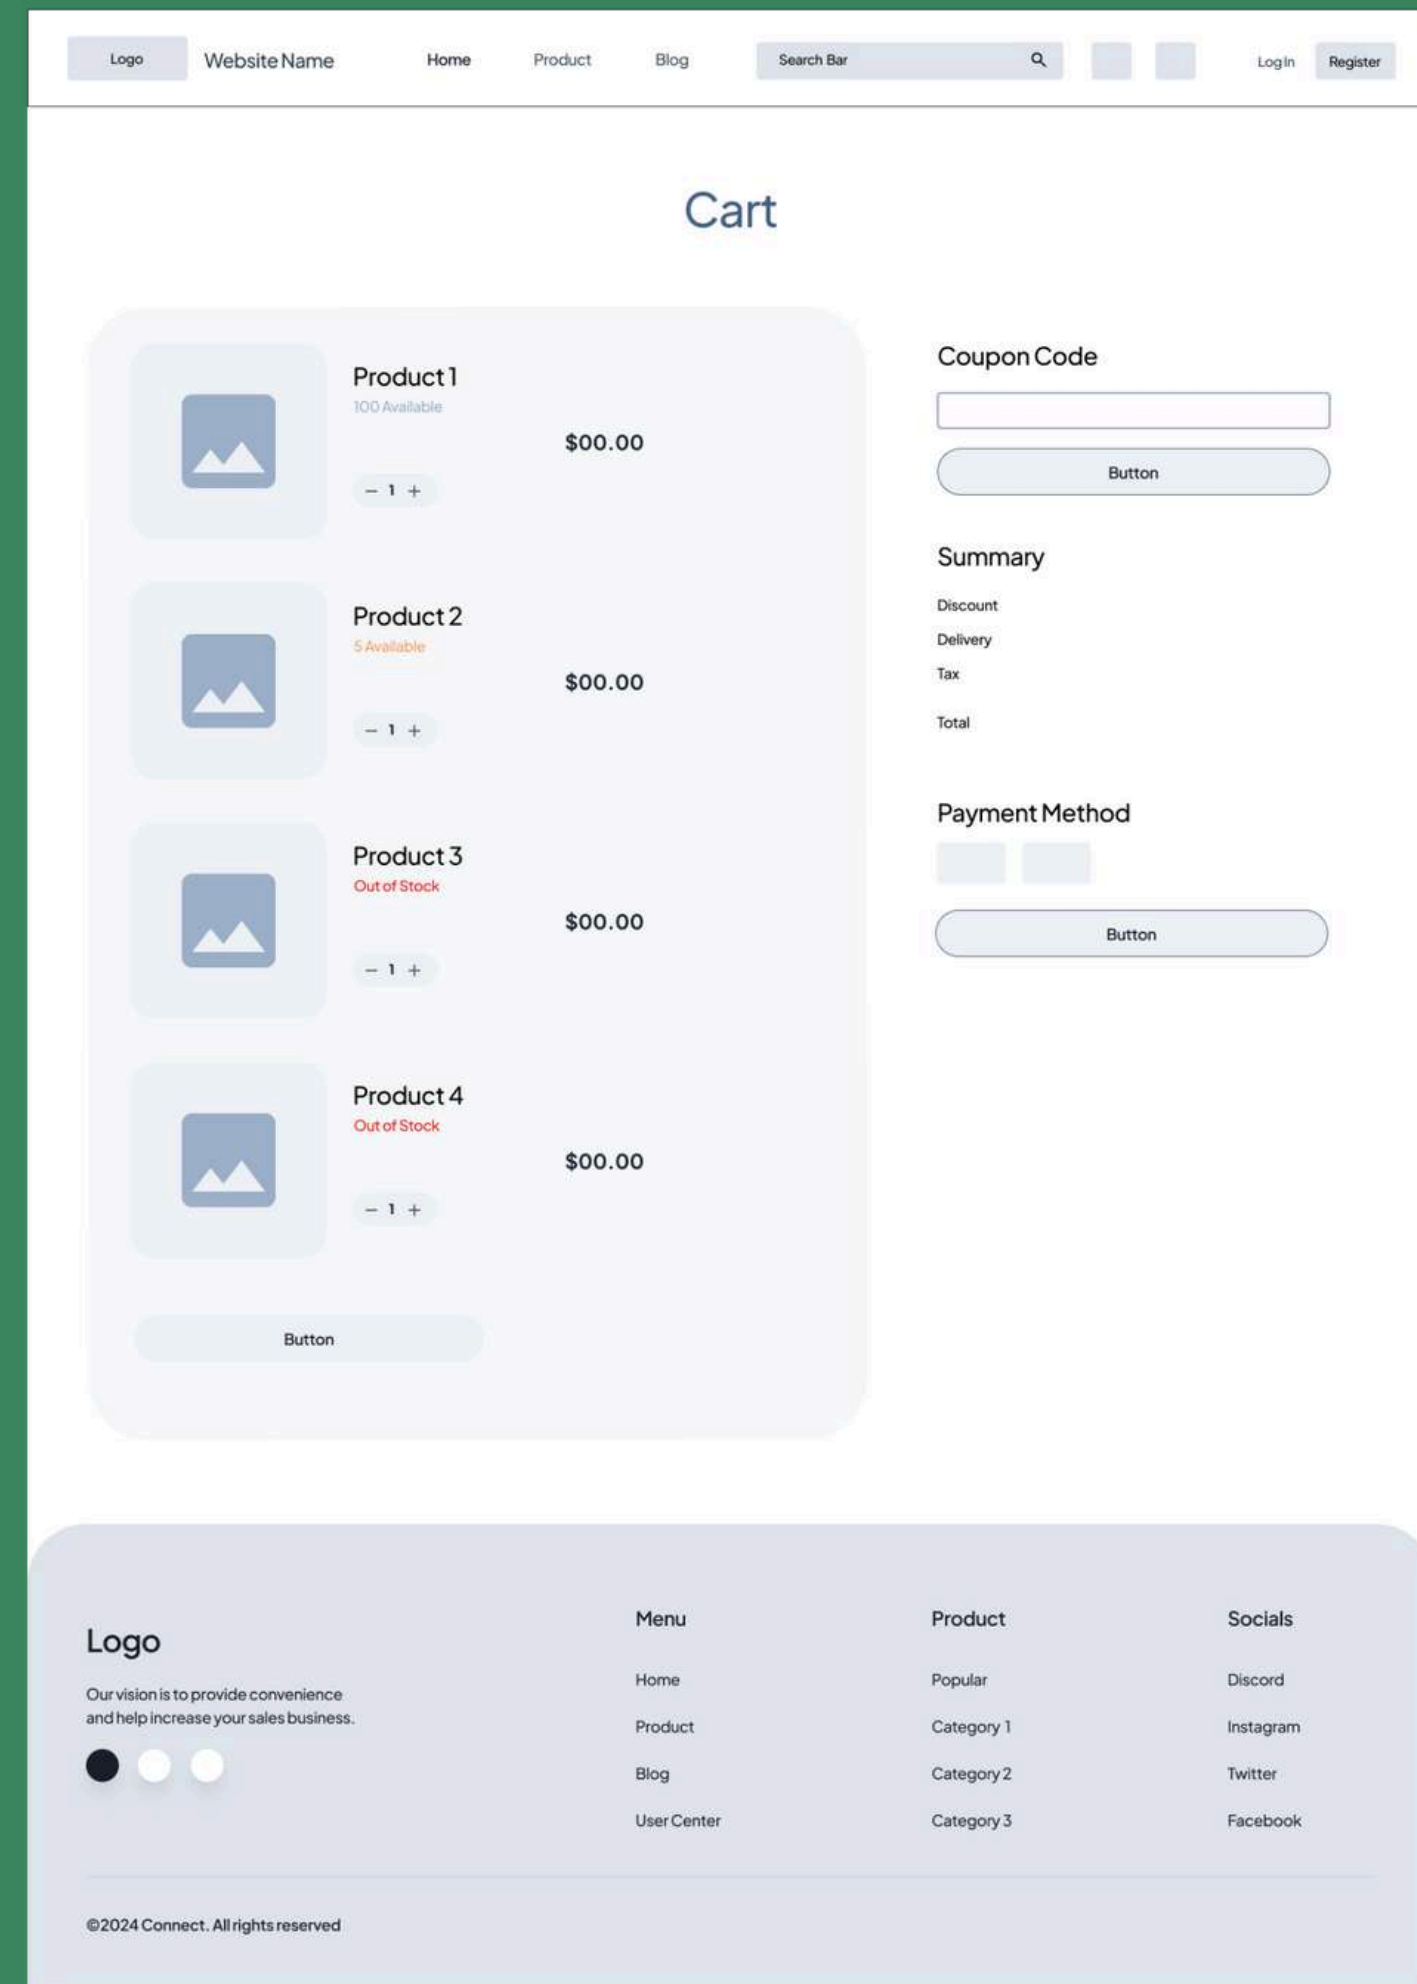 Logo
Website Name
Home
Product
Blog
Search Bar
Log In
Register
Cart
Product 1
100 Available
$00.00
− 1 +
Product 2
5 Available
$00.00
− 1 +
Product 3
Out of Stock
$00.00
− 1 +
Product 4
Out of Stock
$00.00
− 1 +
Button
Coupon Code
Button
Summary
Discount
Delivery
Tax
Total
Payment Method
Button
Logo
Our vision is to provide convenience
and help increase your sales business.
Menu
Home
Product
Blog
User Center
Product
Popular
Category 1
Category 2
Category 3
Socials
Discord
Instagram
Twitter
Facebook
©2024 Connect. All rights reserved